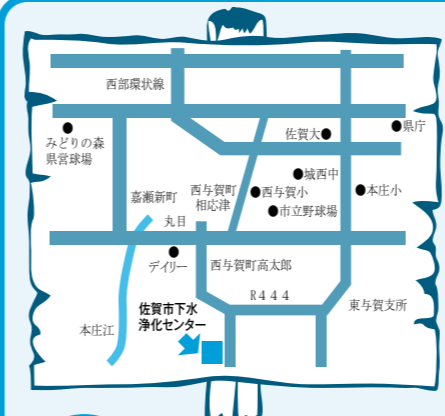 西部環状線
みどりの森
県営球場
佐賀大
県庁
城西中
嘉瀬新町
西与賀町
相応津
西与賀小
本庄小
市立野球場
丸目
デイリー
西与賀町高太郎
R444
佐賀市下水
浄化センター
本庄江
東与賀支所